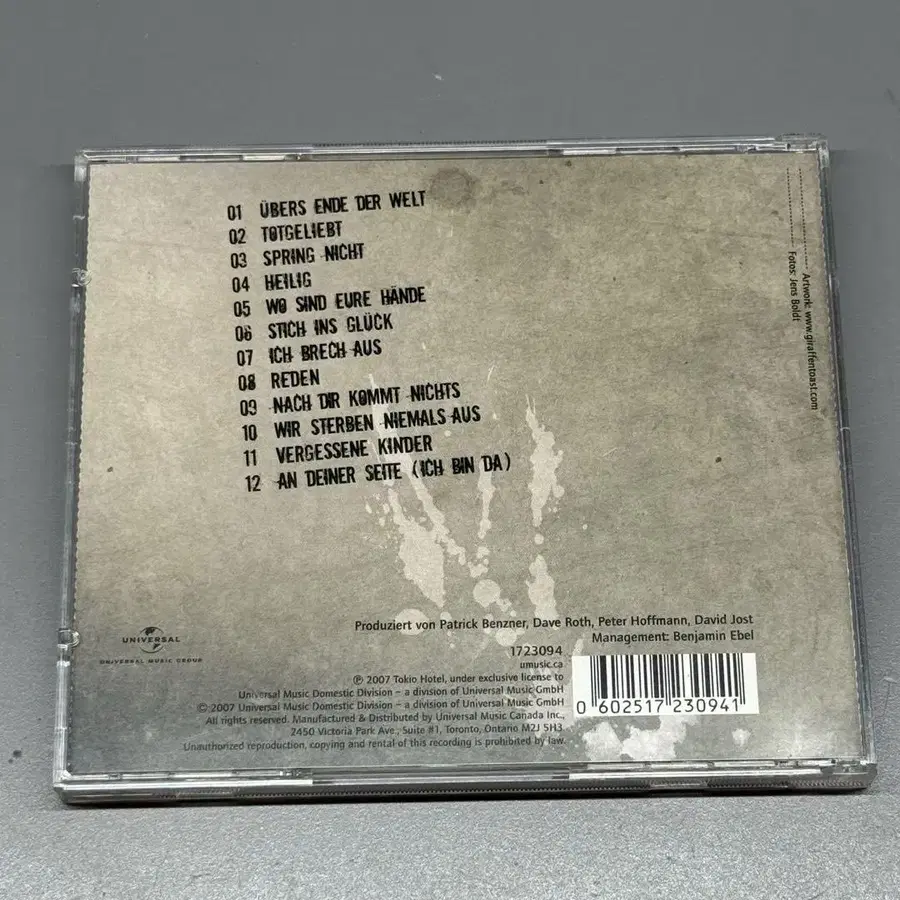 01 ÜBERS ENDE DER WELT
02 TOTGELIEBT
03 SPRING NICHT
04 HEILIG
05 WO SIND EURE HÄNDE
06 STICH INS GLÜCK
07 ICH BRECH AUS
08 REDEN
09 NACH DIR KOMMT NICHTS
10 WIR STERBEN NIEMALS AUS
11 VERGESSENE KINDER
12 AN DEINER SEITE (ICH BIN DA)
Artwork: www.giraffentoast.com
Fotos: Jens Boldt
Produziert von Patrick Benzner, Dave Roth, Peter Hoffmann, David Jost
Management: Benjamin Ebel
UNIVERSAL
UNIVERSAL MUSIC GROUP
1723094
umusic.ca
℗ 2007 Tokio Hotel, under exclusive license to
Universal Music Domestic Division – a division of Universal Music GmbH
© 2007 Universal Music Domestic Division – a division of Universal Music GmbH
All rights reserved. Manufactured & Distributed by Universal Music Canada Inc.,
2450 Victoria Park Ave., Suite #1, Toronto, Ontario M2J 5H3
Unauthorized reproduction, copying and rental of this recording is prohibited by law.
0 602517 230941